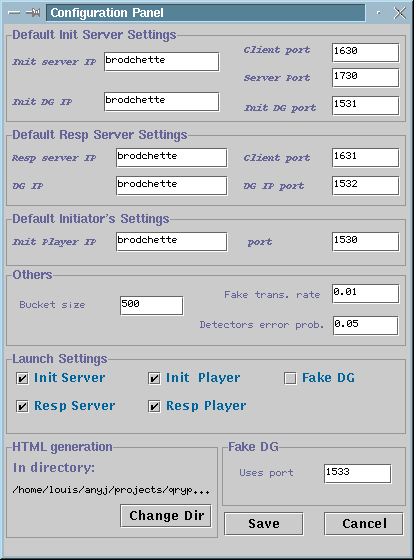 Configuration Panel
Default Init Server Settings
Init server IP brodchette Client port 1630
Server Port 1730
Init DG IP brodchette Init DG port 1531
Default Resp Server Settings
Resp server IP brodchette Client port 1631
DG IP brodchette DG IP port 1532
Default Initiator's Settings
Init Player IP brodchette port 1530
Others
Bucket size 500 Fake trans. rate 0.01
Detectors error prob. 0.05
Launch Settings
Init Server Init Player Fake DG
Resp Server Resp Player
HTML generation
In directory:
/home/louis/anyj/projects/qryp...
Change Dir
Fake DG
Uses port 1533
Save Cancel